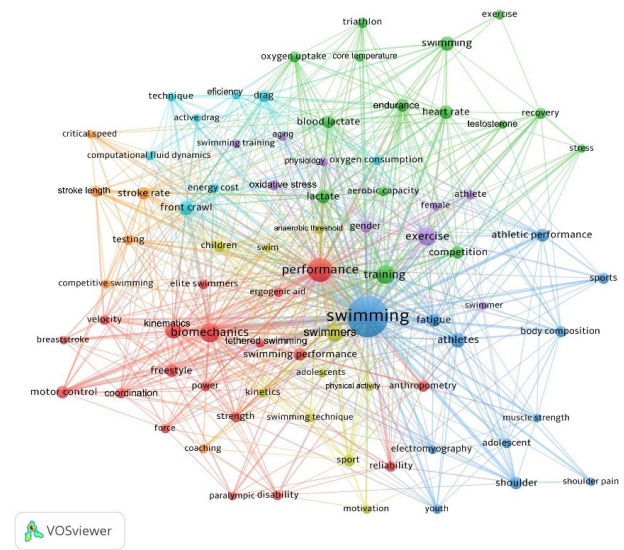 exercise
triathlon
swimming
oxygen uptake
core temperature
technique
eficiency
drag
endurance
heart rate
recovery
active drag
blood lactate
testosterone
critical speed
aging
swimming training
stress
computational fluid dynamics
physiology
oxygen consumption
stroke length
stroke rate
energy cost
oxidative stress
lactate
aerobic capacity
athlete
front crawl
female
anaerobic threshold
gender
testing
children
swim
exercise
athletic performance
competition
performance
training
competitive swimming
elite swimmers
ergogenic aid
sports
swimming
swimmer
velocity
kinematics
biomechanics
swimmers
fatigue
body composition
breaststroke
tethered swimming
athletes
swimming performance
freestyle
adolescents
motor control
coordination
power
kinetics
physical activity
anthropometry
strength
swimming technique
muscle strength
force
coaching
electromyography
adolescent
sport
reliability
paralympic
disability
shoulder
shoulder pain
motivation
youth
VOSviewer